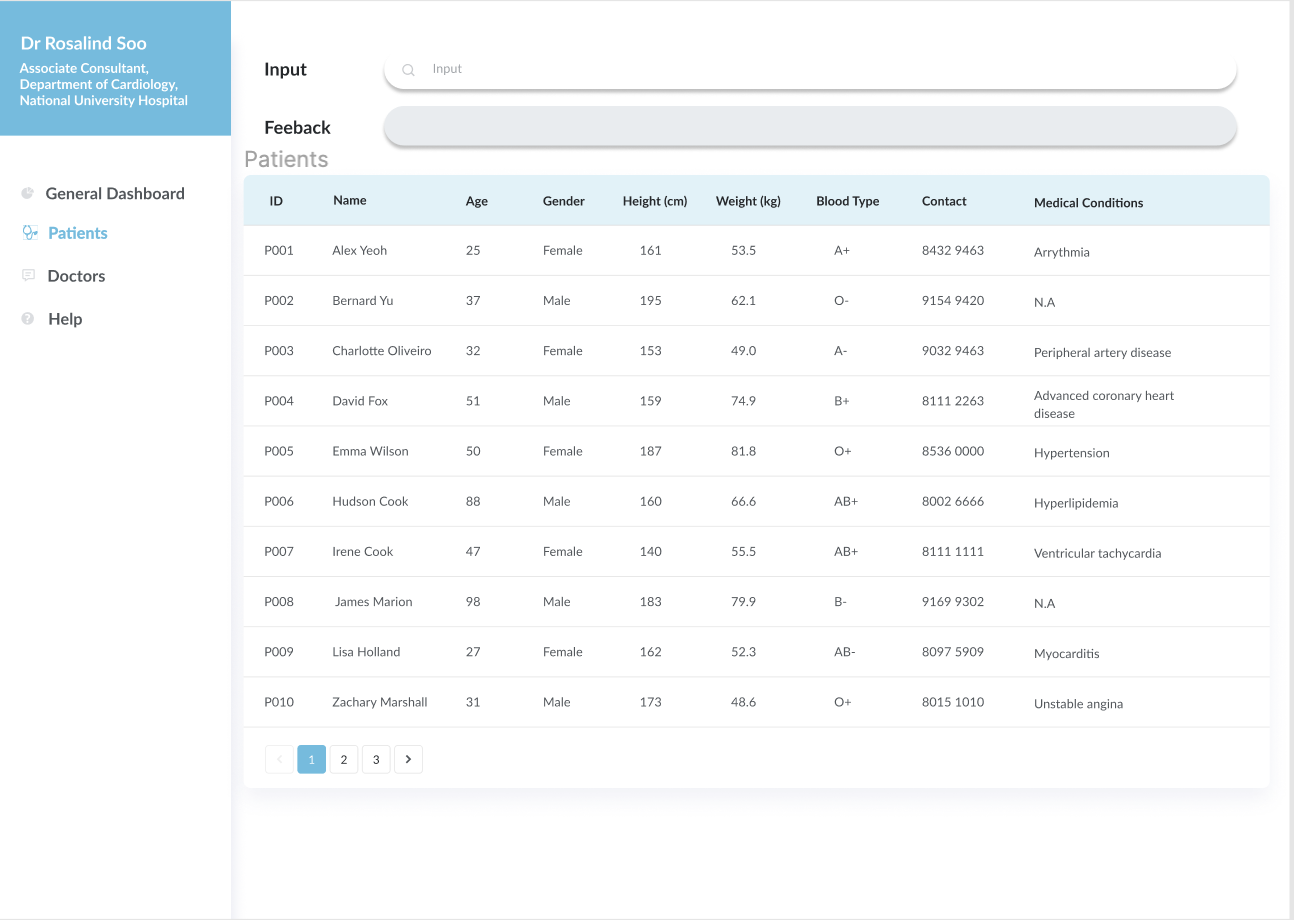 Dr Rosalind Soo
Associate Consultant,
Department of Cardiology,
National University Hospital
General Dashboard
Patients
Doctors
Help
Input Input
Feeback
Patients
ID Name Age Gender Height (cm) Weight (kg) Blood Type Contact Medical Conditions
P001 Alex Yeoh 25 Female 161 53.5 A+ 8432 9463 Arrythmia
P002 Bernard Yu 37 Male 195 62.1 O- 9154 9420 N.A
P003 Charlotte Oliveiro 32 Female 153 49.0 A- 9032 9463 Peripheral artery disease
P004 David Fox 51 Male 159 74.9 B+ 8111 2263 Advanced coronary heart
disease
P005 Emma Wilson 50 Female 187 81.8 O+ 8536 0000 Hypertension
P006 Hudson Cook 88 Male 160 66.6 AB+ 8002 6666 Hyperlipidemia
P007 Irene Cook 47 Female 140 55.5 AB+ 8111 1111 Ventricular tachycardia
P008 James Marion 98 Male 183 79.9 B- 9169 9302 N.A
P009 Lisa Holland 27 Female 162 52.3 AB- 8097 5909 Myocarditis
P010 Zachary Marshall 31 Male 173 48.6 O+ 8015 1010 Unstable angina
< 1 2 3 >